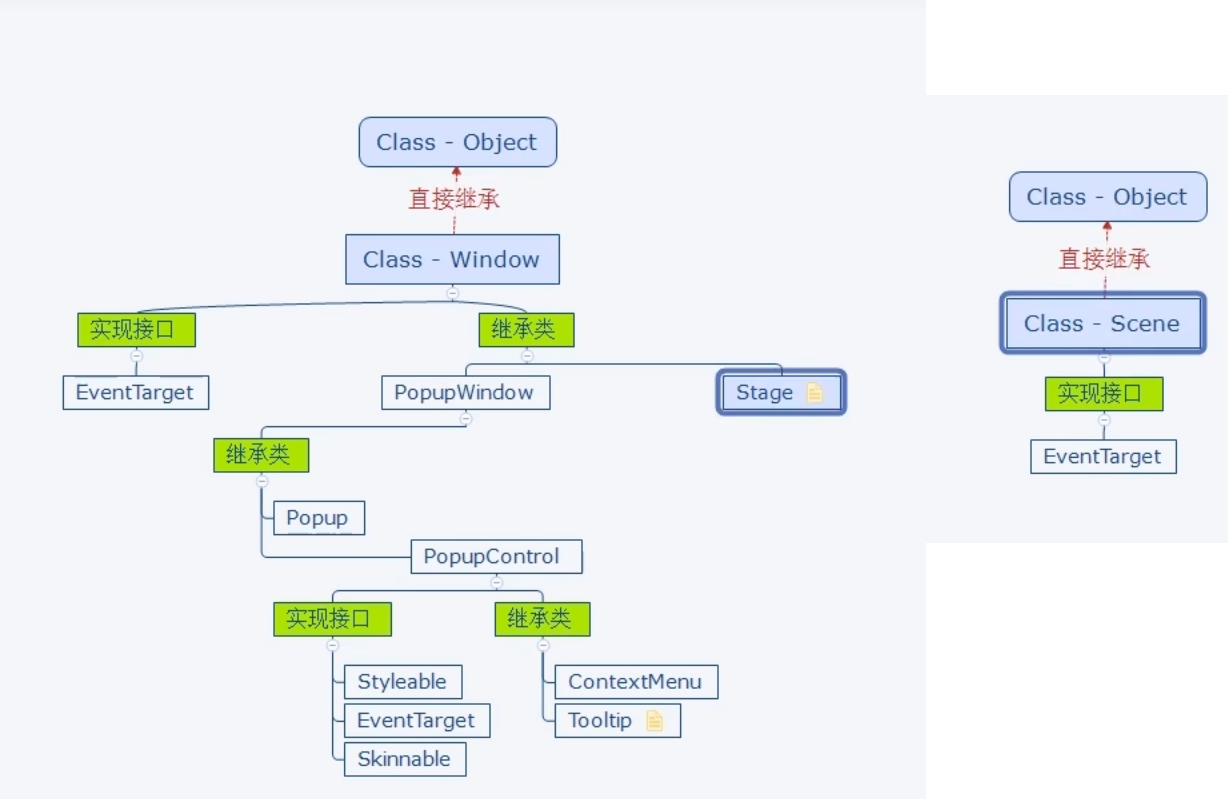 Class - Object
直接继承
Class - Window
实现接口
继承类
EventTarget
PopupWindow
Stage
继承类
Popup
PopupControl
实现接口
继承类
Styleable
ContextMenu
EventTarget
Tooltip
Skinnable
Class - Object
直接继承
Class - Scene
实现接口
EventTarget